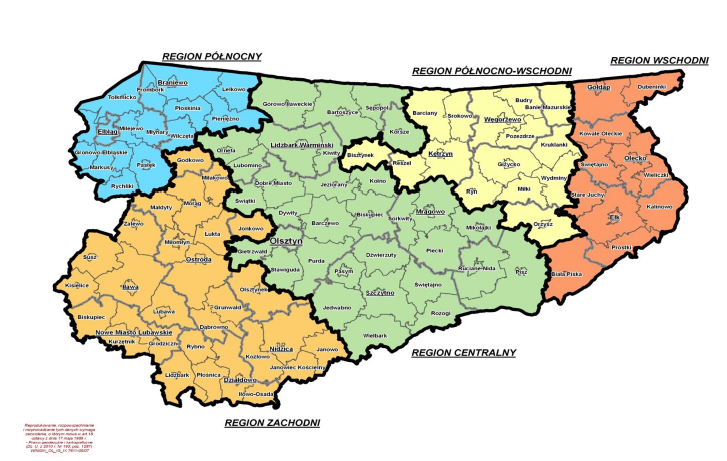 REGION PÓŁNOCNY
REGION WSCHODNI
REGION PÓŁNOCNO-WSCHODNI
Braniewo
Frombork
Lelkowo
Tolkmicko
Płoskinia
Pieniężno
Elbląg
Milejewo
Młynary
Wilczęta
Gronowo Elbląskie
Markusy
Pasłęk
Rychliki
Godkowo
Górowo Iławeckie
Bartoszyce
Sępopol
Korsze
Lidzbark Warmiński
Kiwity
Bisztynek
Orneta
Lubomino
Dobre Miasto
Jeziorany
Kolno
Reszel
Barciany
Srokowo
Budry
Banie Mazurskie
Węgorzewo
Pozezdrze
Kruklanki
Kętrzyn
Giżycko
Wydminy
Ryn
Miłki
Orzysz
Gołdap
Dubeninki
Kowale Oleckie
Olecko
Świętajno
Wieliczki
Stare Juchy
Kalinowo
Ełk
Prostki
Biała Piska
Miłakowo
Morąg
Małdyty
Zalewo
Świątki
Łukta
Jonkowo
Miłomłyn
Ostróda
Susz
Kisielice
Iława
Gietrzwałd
Olsztyn
Dywity
Barczewo
Biskupiec
Sorkwity
Mrągowo
Mikołajki
Piecki
Ruciane-Nida
Pisz
Stawiguda
Purda
Pasym
Dźwierzuty
Szczytno
Świętajno
Rozogi
Jedwabno
Wielbark
Olsztynek
Grunwald
Lubawa
Biskupiec
Nowe Miasto Lubawskie
Kurzętnik
Grodziczno
Dąbrówno
Rybno
Lidzbark
Płośnica
Działdowo
Iłowo-Osada
Kozłowo
Nidzica
Janowo
Janowiec Kościelny
REGION CENTRALNY
REGION ZACHODNI